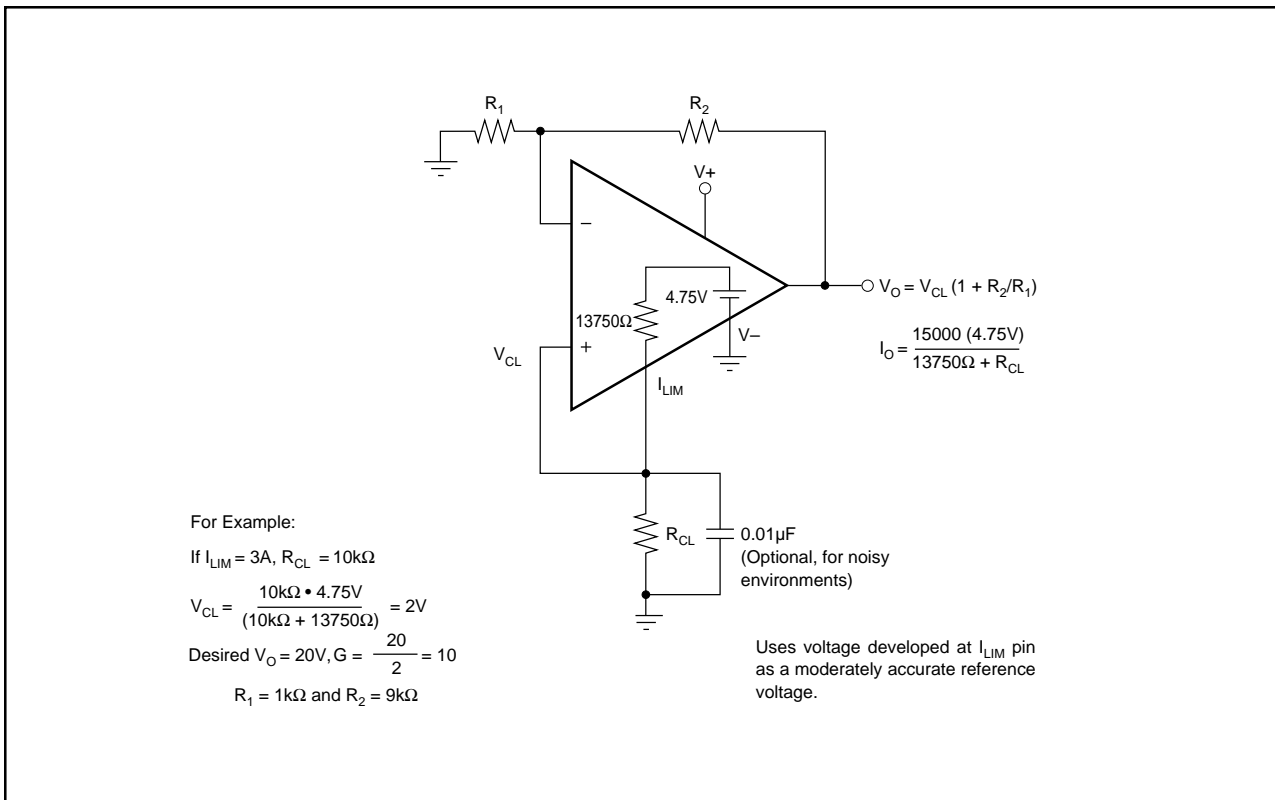 R1
R2
V+
–
4.75V
13750Ω
V–
+
VCL
ILIM
VO = VCL (1 + R2/R1)
IO = 15000 (4.75V)
13750Ω + RCL
RCL
0.01µF
(Optional, for noisy
environments)
For Example:
If ILIM = 3A, RCL = 10kΩ
VCL = 10kΩ • 4.75V
(10kΩ + 13750Ω) = 2V
Desired VO = 20V, G = 20
2 = 10
R1 = 1kΩ and R2 = 9kΩ
Uses voltage developed at ILIM pin
as a moderately accurate reference
voltage.